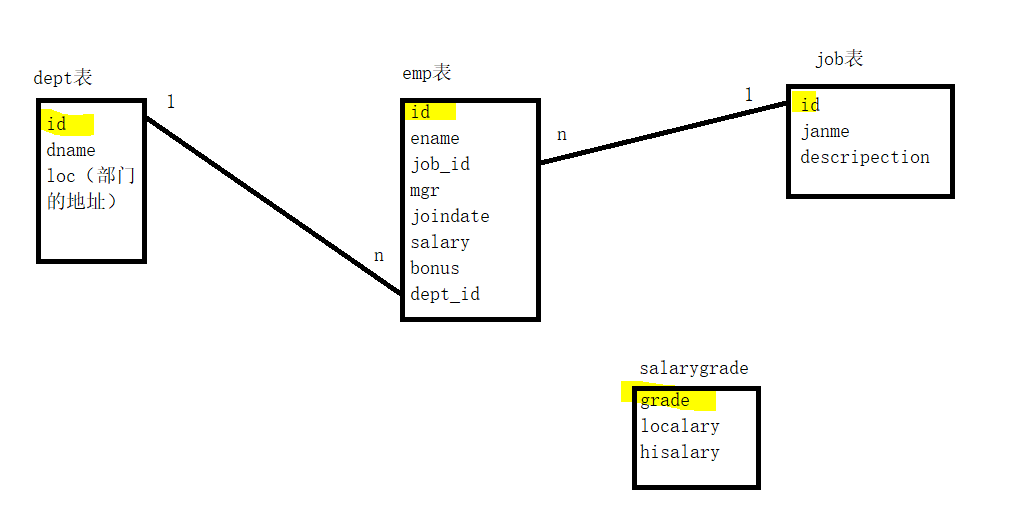 dept表
1
id
dname
loc（部门
的地址）
emp表
id
ename
job_id
mgr
joindate
salary
bonus
dept_id
n
n
1
job表
id
janme
descripection
salarygrade
grade
localary
hisalary